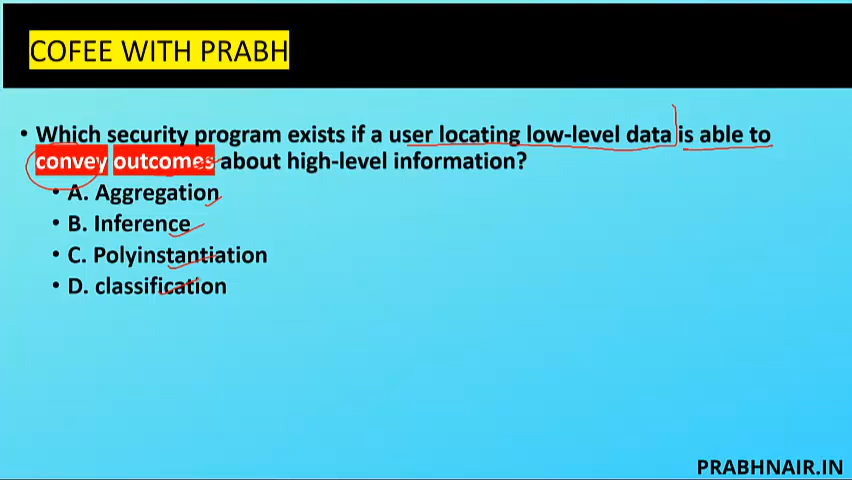 COFEE WITH PRABH
• Which security program exists if a user locating low-level data is able to
convey outcomes about high-level information?
• A. Aggregation
• B. Inference
• C. Polyinstantiation
• D. classification
PRABHNAIR.IN